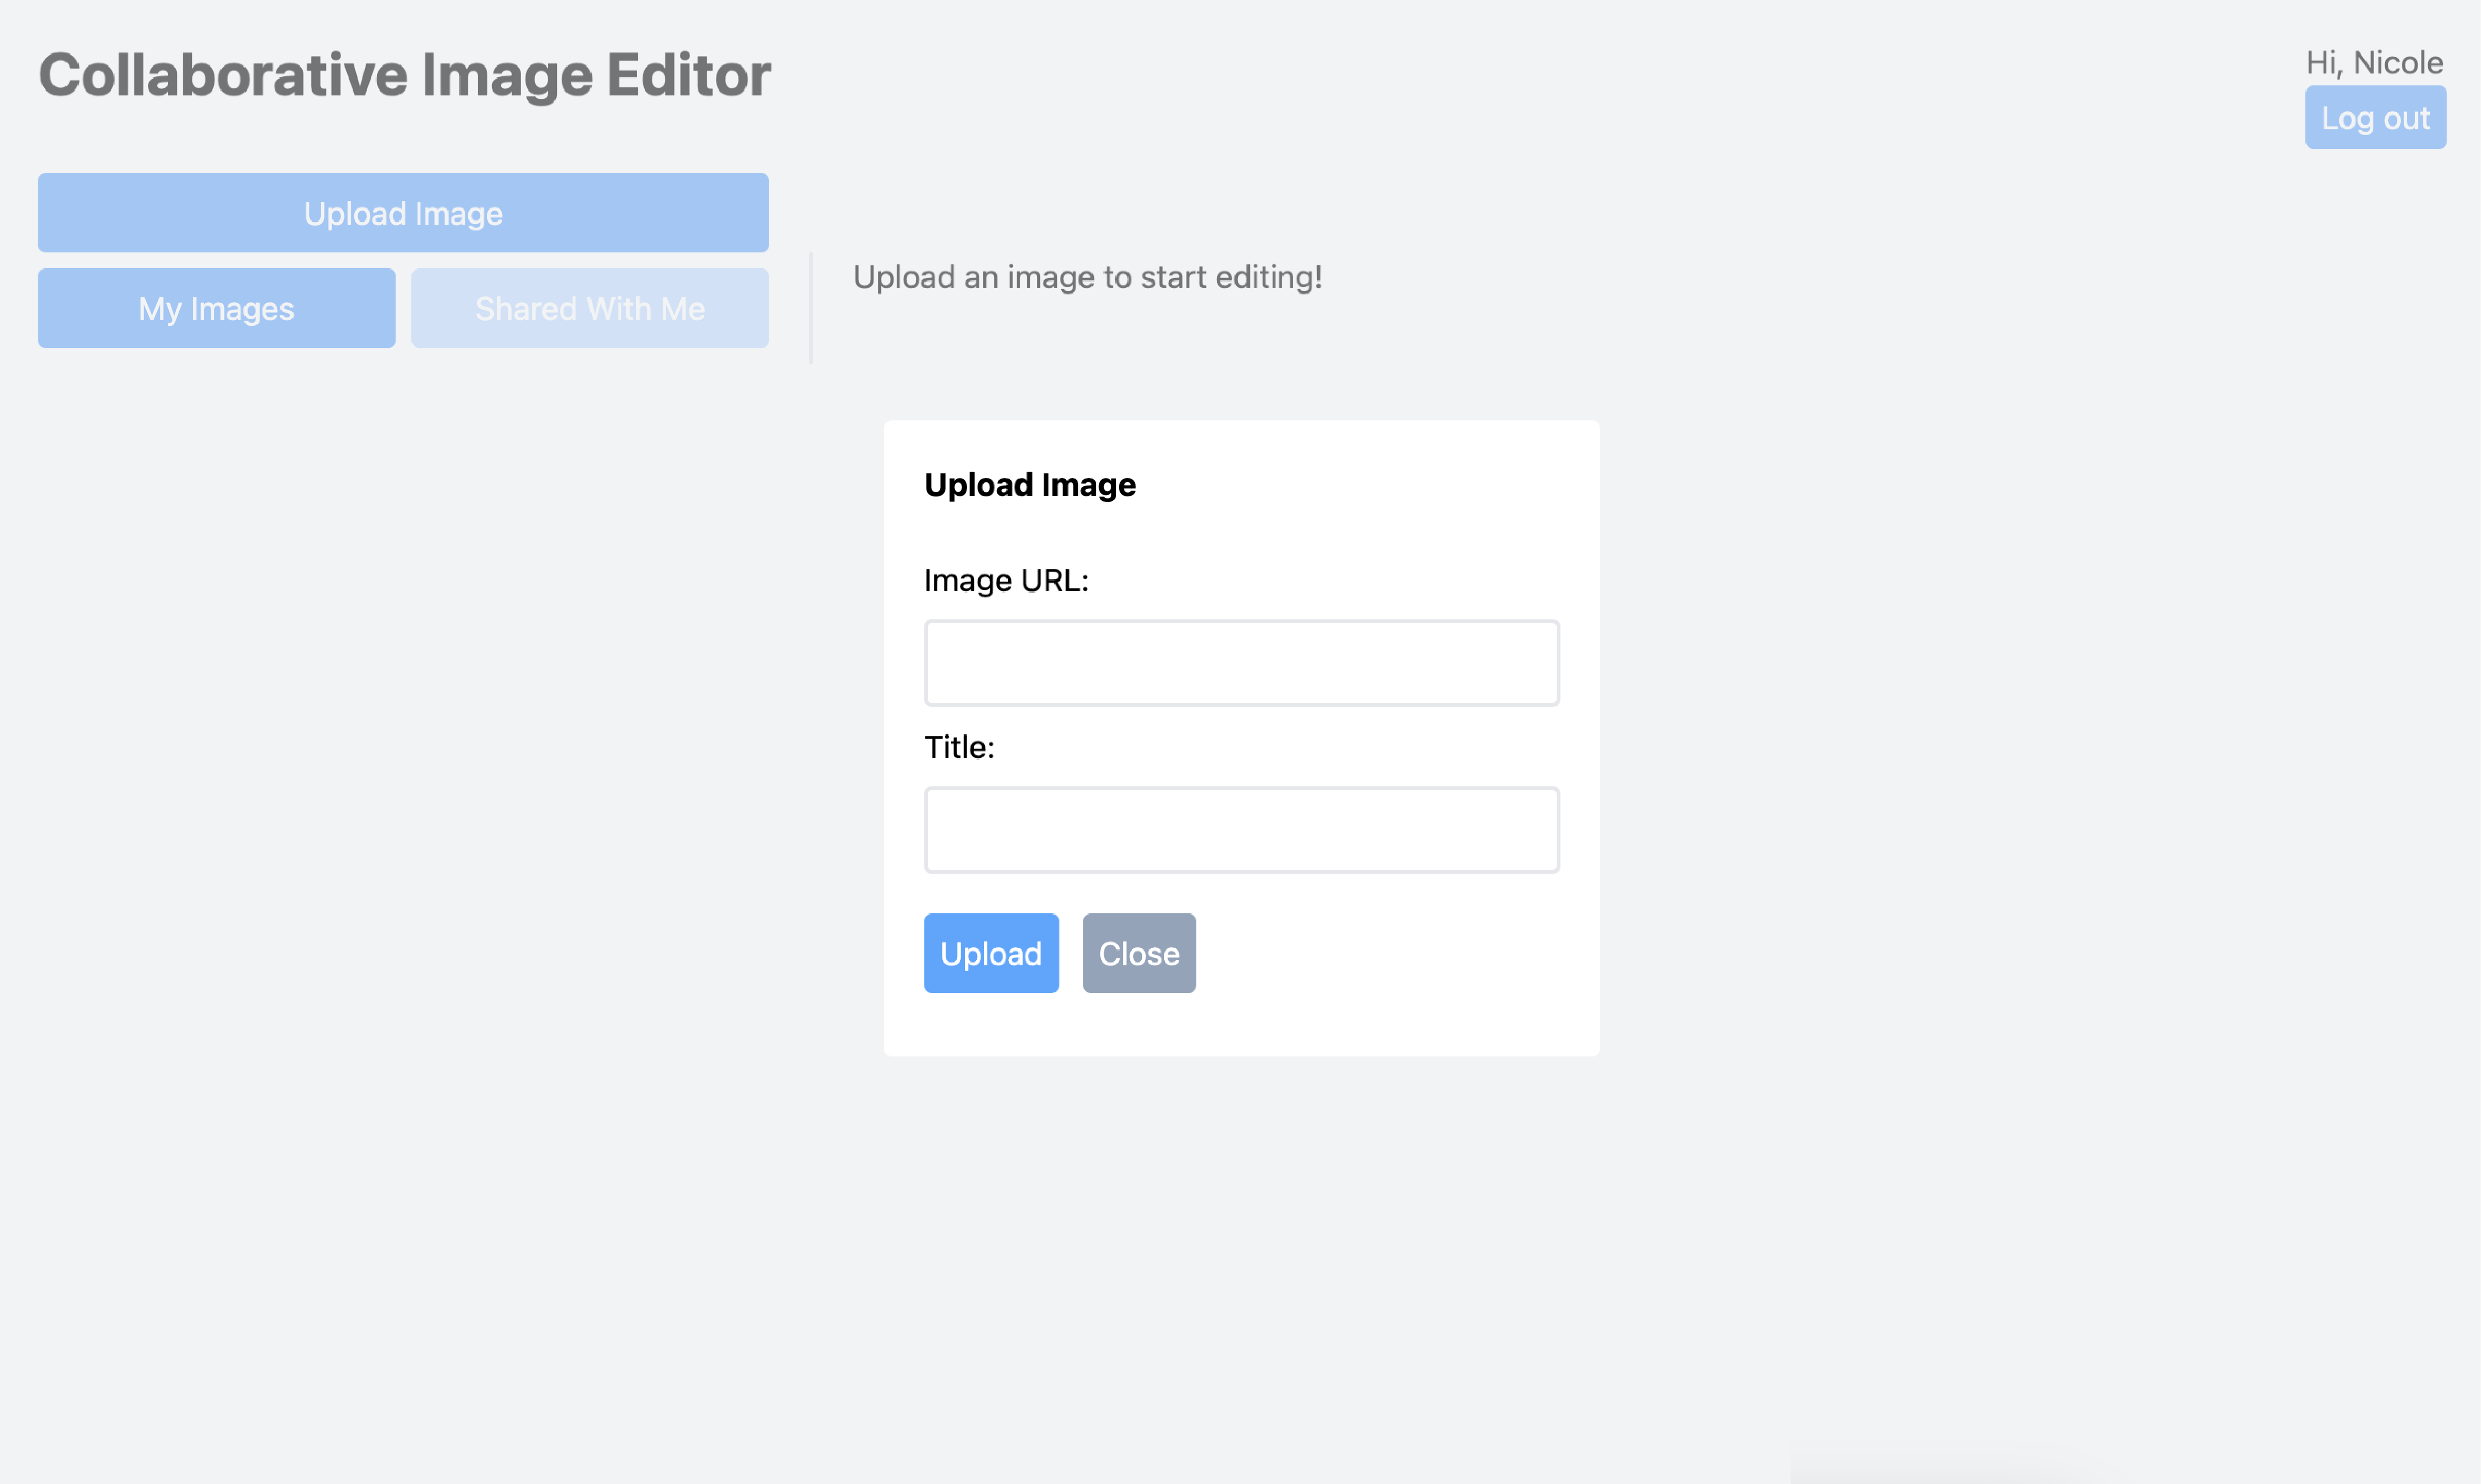 Collaborative Image Editor
Hi, Nicole
Log out
Upload Image
My Images
Shared With Me
Upload an image to start editing!
Upload Image
Image URL:
Title:
Upload
Close